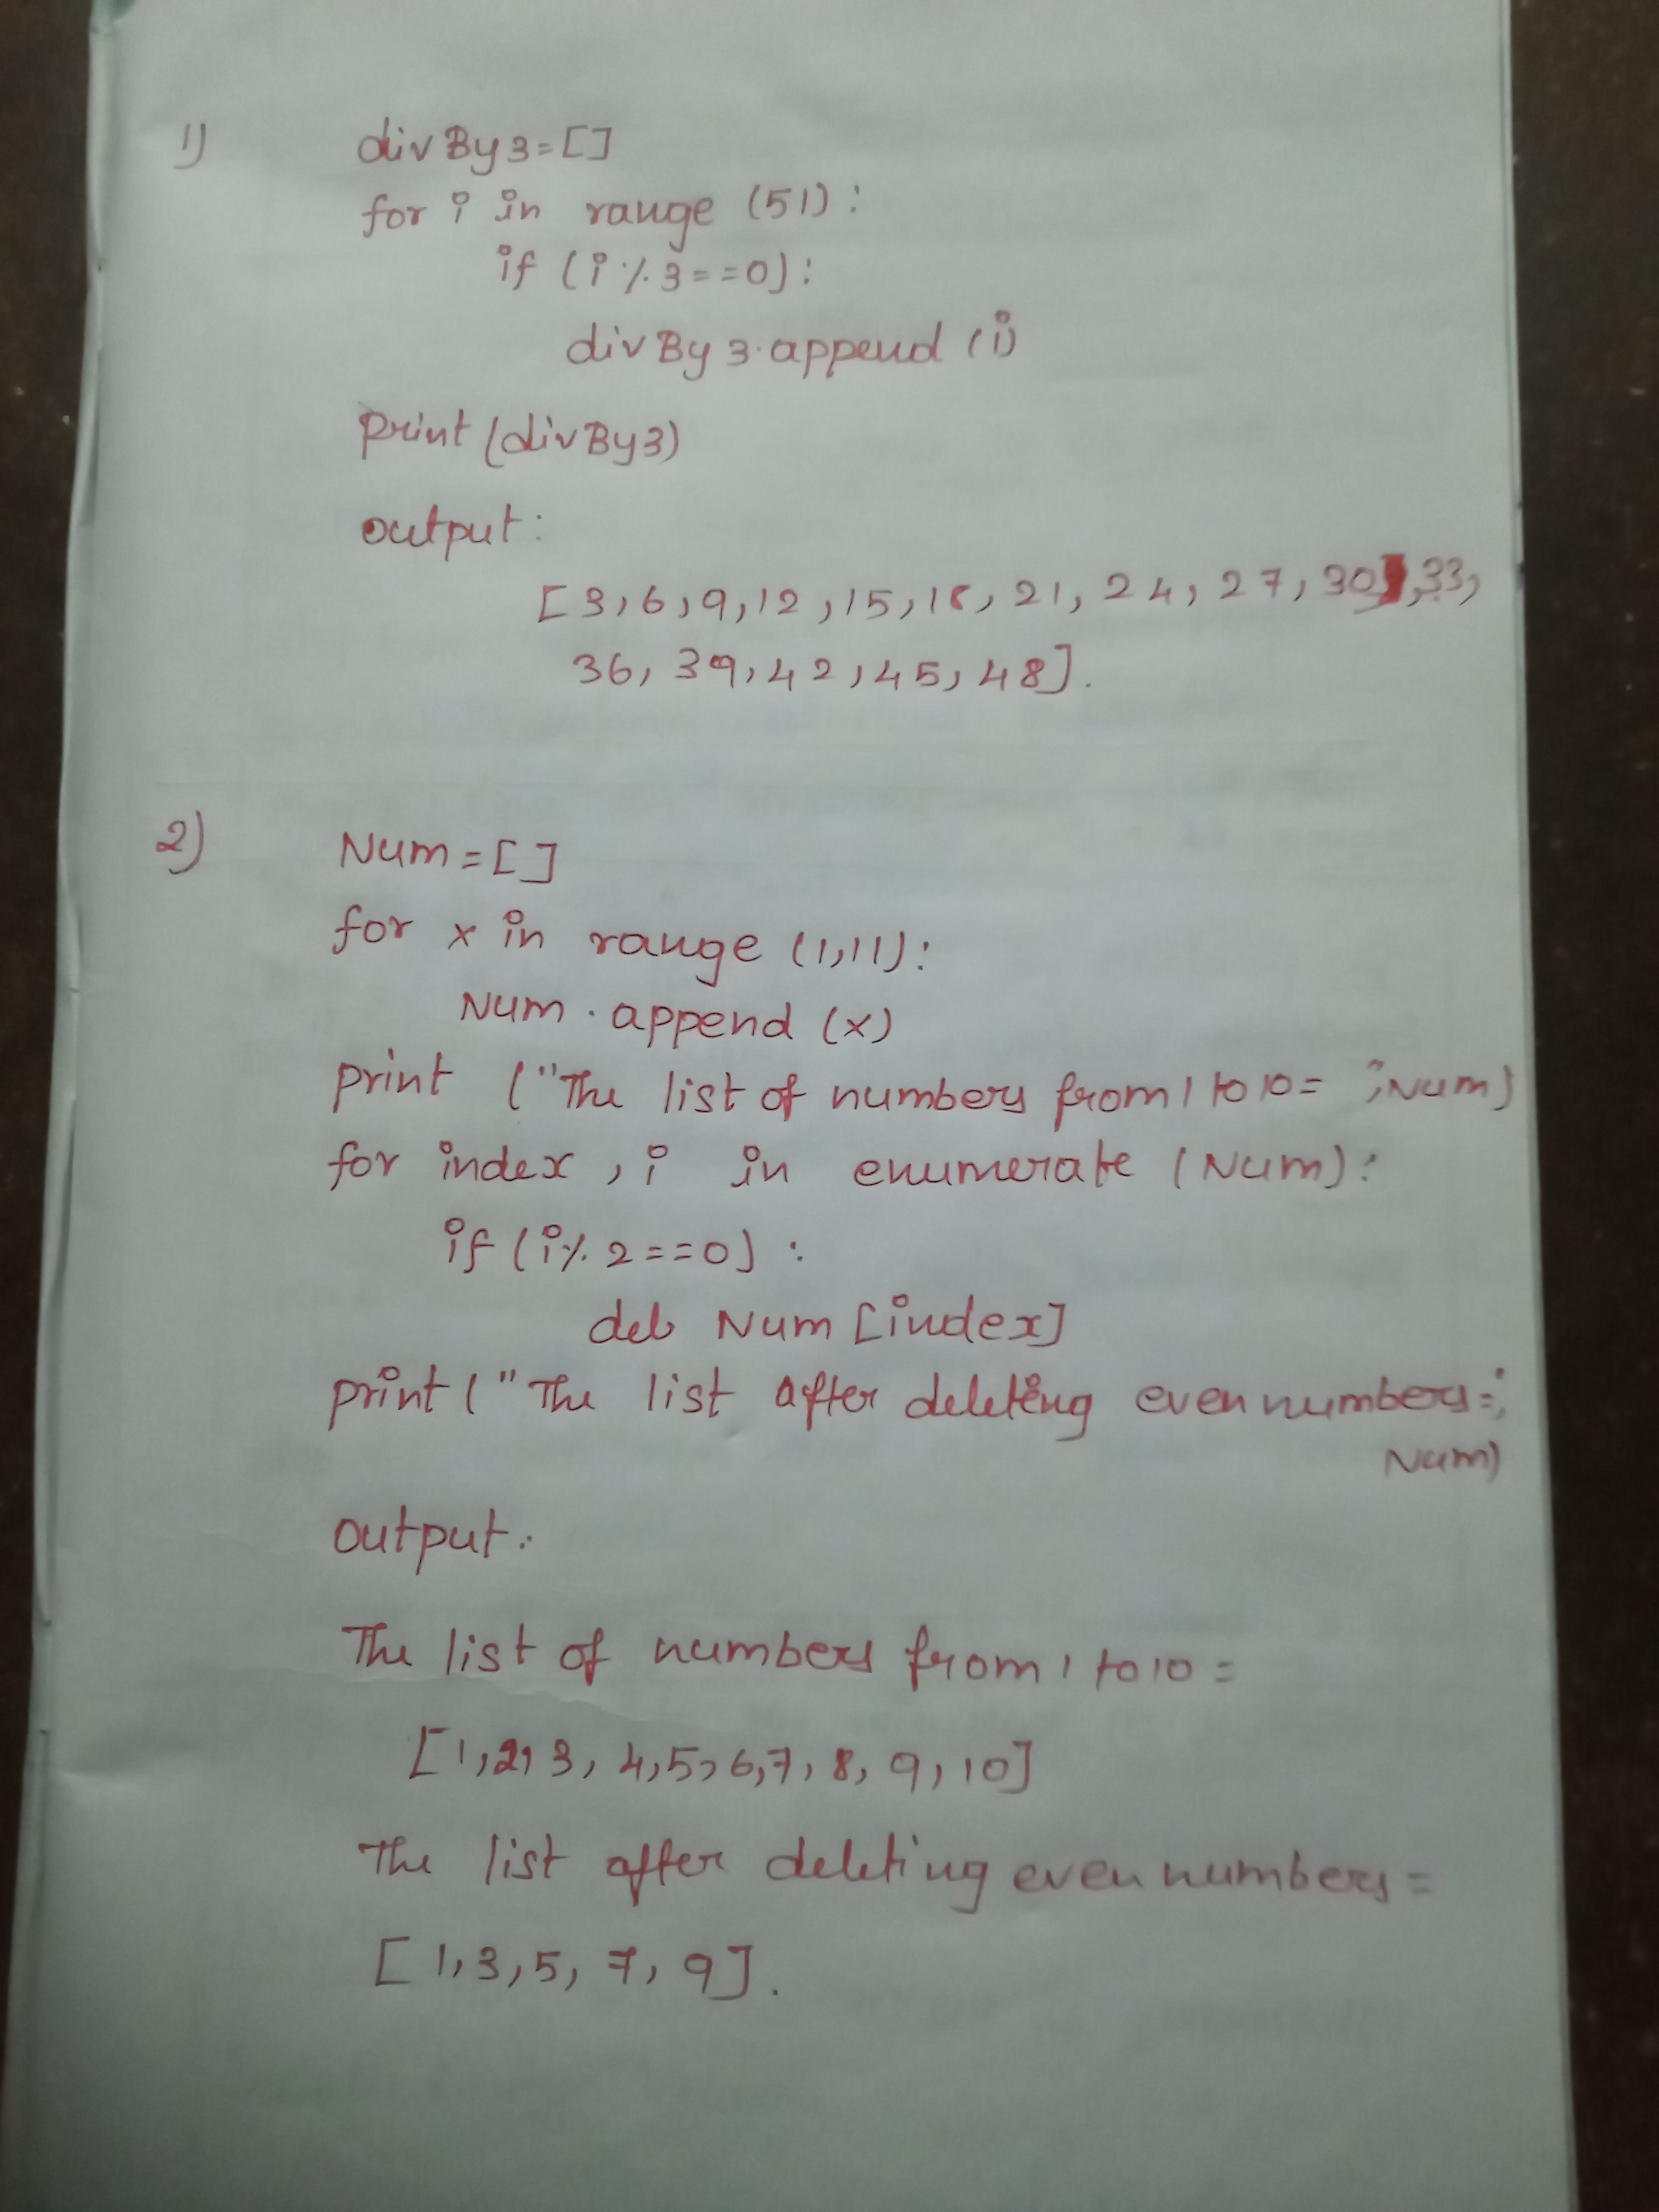 1) divBy3=[]
for i in range (51):
if (i%3==0):
divBy3.append(i)
print(divBy3)
output:
[3,6,9,12,15,18,21,24,27,30,33,
36,39,42,45,48].
2) Num=[]
for x in range (1,11):
Num.append (x)
print ("The list of numbers from 1 to 10= ",Num)
for index, i in enumerate (Num):
if (i%2==0):
del Num [index]
print ("The list after deleting even numbers=",
Num)
output:
The list of numbers from 1 to 10 =
[1,2,3,4,5,6,7,8,9,10]
The list after deleting even numbers =
[1,3,5,7,9].